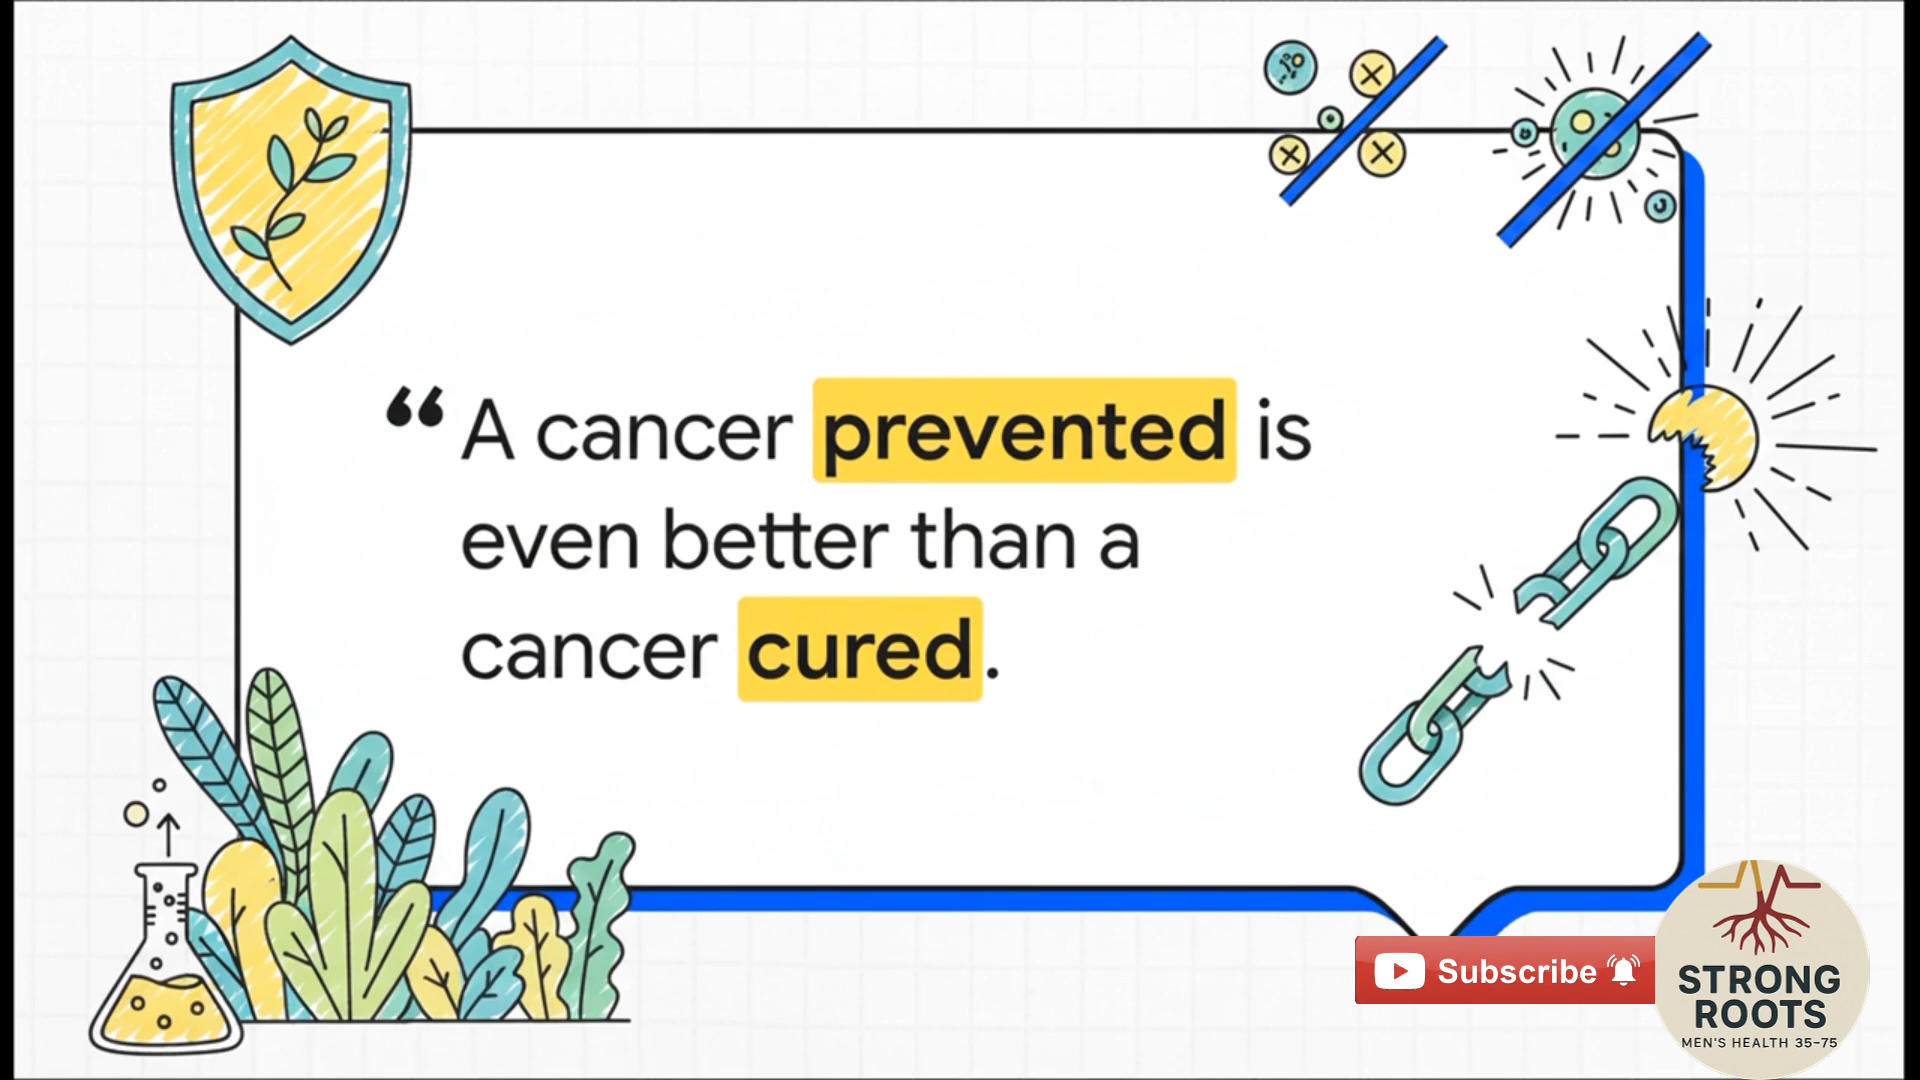 “A cancer prevented is
even better than a
cancer cured.
Subscribe
STRONG
ROOTS
MEN'S HEALTH 35-75